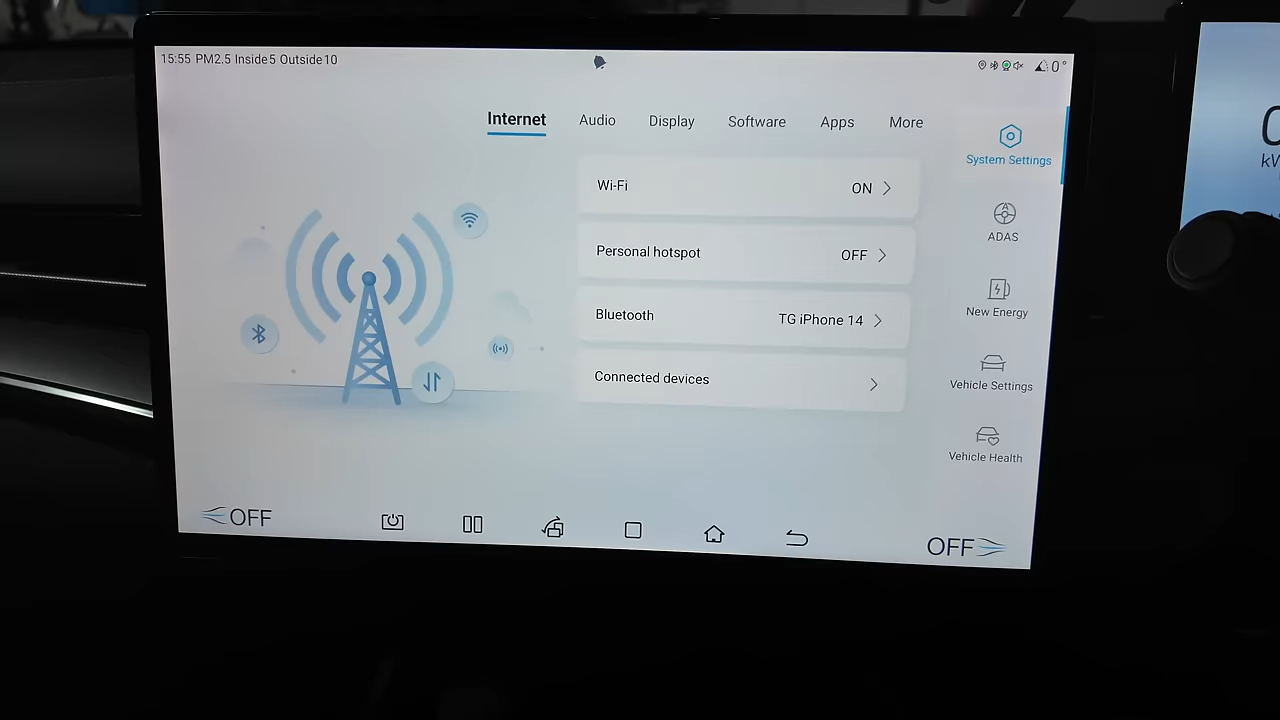 15:55 PM2.5 Inside5 Outside10
0°
Internet Audio Display Software Apps More
System Settings
Wi-Fi ON
ADAS
Personal hotspot OFF
New Energy
Bluetooth TG iPhone 14
Connected devices
Vehicle Settings
Vehicle Health
OFF
OFF